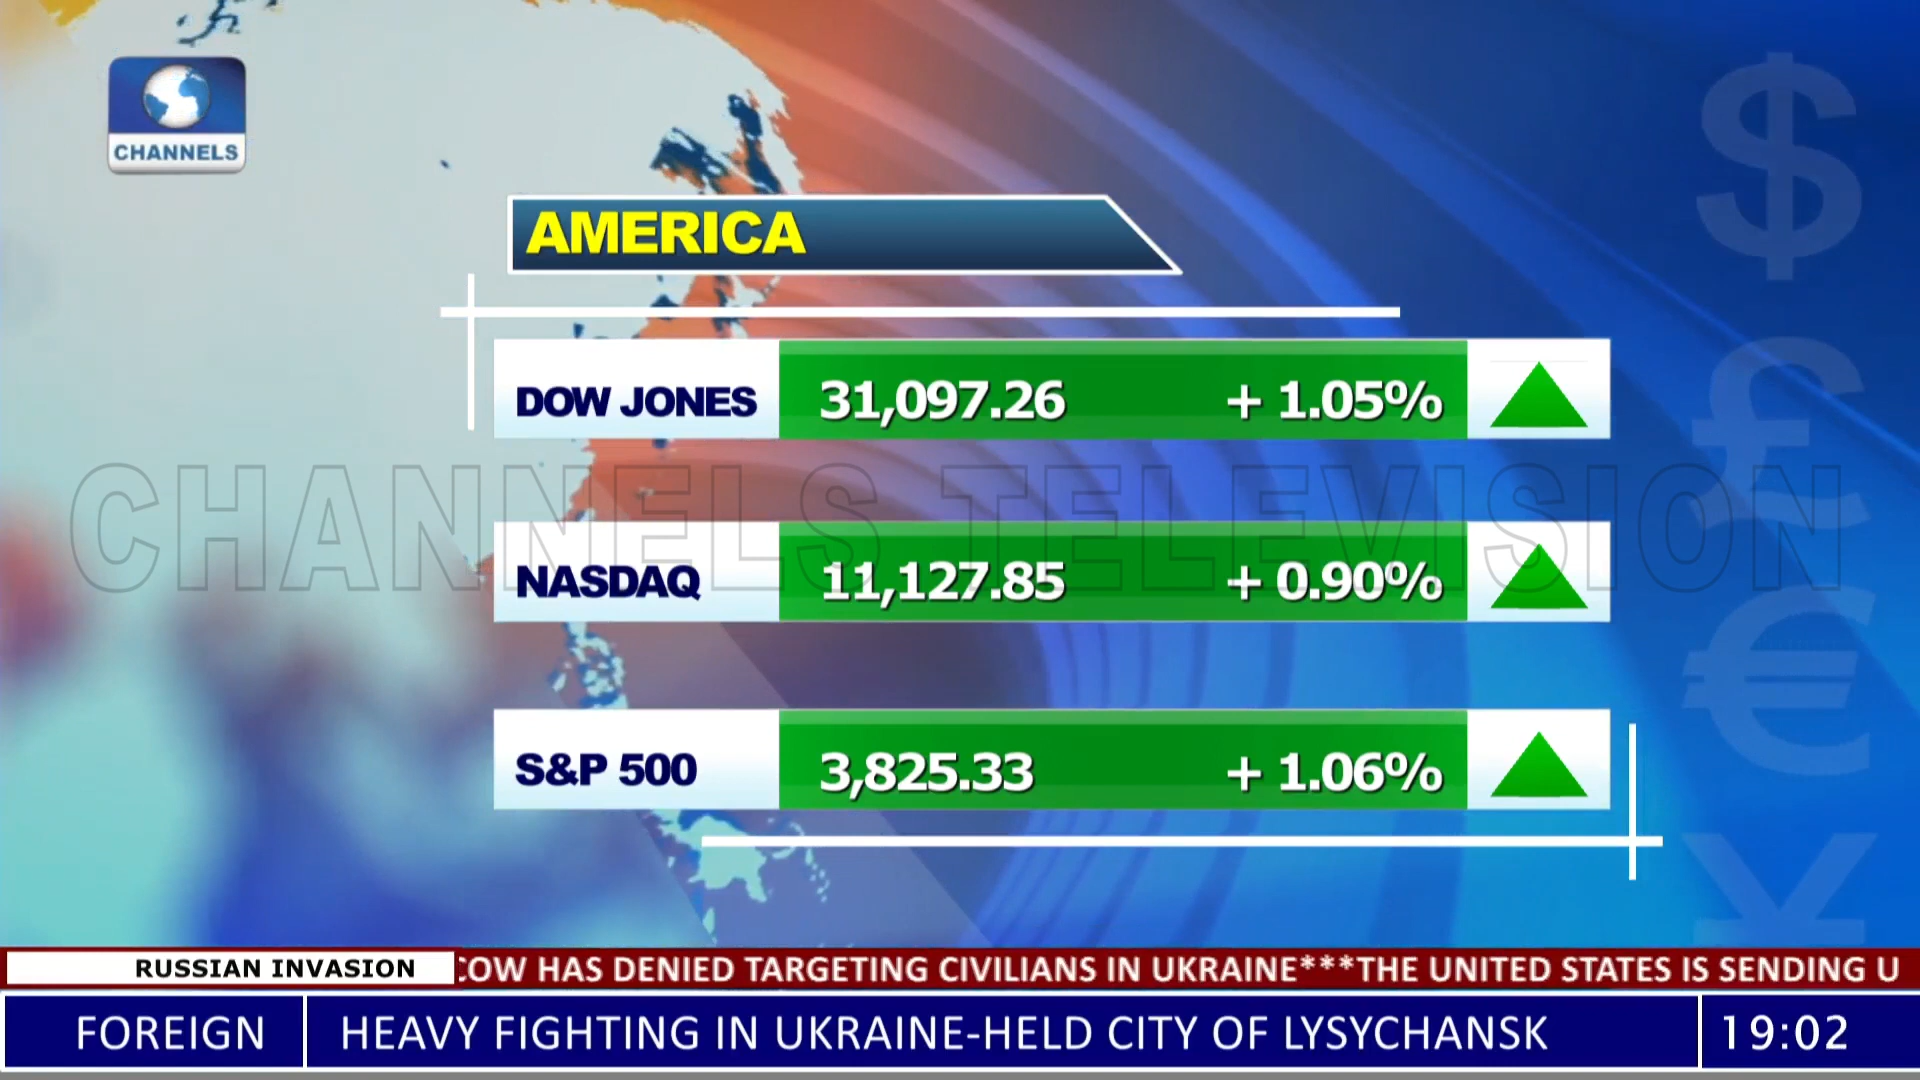 CHANNELS
AMERICA
DOW JONES 31,097.26 + 1.05%
CHANNELS TELEVISION
NASDAQ 11,127.85 + 0.90%
S&P 500 3,825.33 + 1.06%
$
£
€
¥
RUSSIAN INVASION COW HAS DENIED TARGETING CIVILIANS IN UKRAINE***THE UNITED STATES IS SENDING U
FOREIGN HEAVY FIGHTING IN UKRAINE-HELD CITY OF LYSYCHANSK 19:02